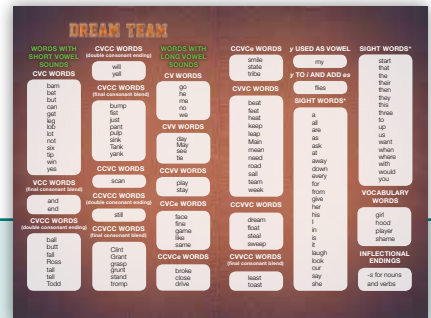 DREAM TEAM
WORDS WITH
SHORT VOWEL
SOUNDS
CVC WORDS
bam
bet
but
can
get
leg
lob
lot
not
six
tip
win
yes
VCC WORDS
(final consonant blend)
and
end
CVCC WORDS
(double consonant ending)
ball
butt
fall
Ross
tall
tell
Todd
CVCC WORDS
(double consonant ending)
will
yell
CVCC WORDS
(final consonant blend)
bump
fist
just
pant
pulp
sink
Tank
yank
CCVC WORDS
scan
CCVCC WORDS
(double consonant ending)
still
CCVCC WORDS
(final consonant blend)
Clint
Grant
grasp
grunt
stand
tromp
WORDS WITH
LONG VOWEL
SOUNDS
CV WORDS
go
he
me
no
we
CVV WORDS
day
May
see
tie
CCVV WORDS
play
stay
CVCe WORDS
face
fine
game
like
same
CCVCe WORDS
broke
close
drive
CCVCe WORDS
smile
state
tribe
CVVC WORDS
beat
feet
heat
keep
leap
Main
mean
need
road
sail
team
week
CCVVC WORDS
dream
float
steal
sweep
CVVCC WORDS
(final consonant blend)
least
toast
y USED AS VOWEL
my
y TO i AND ADD es
flies
SIGHT WORDS*
a
all
are
as
ask
at
away
down
every
for
from
give
her
his
I
in
is
it
laugh
look
our
say
she
SIGHT WORDS*
start
that
the
their
then
they
this
three
to
up
us
want
when
where
with
would
you
VOCABULARY
WORDS
girl
hood
player
shame
INFLECTIONAL
ENDINGS
-s for nouns
and verbs